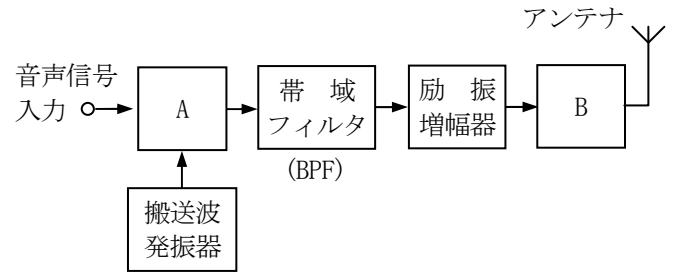 アンテナ
音声信号
入力
A
帯 域
フィルタ
(BPF)
励 振
増幅器
B
搬送波
発振器